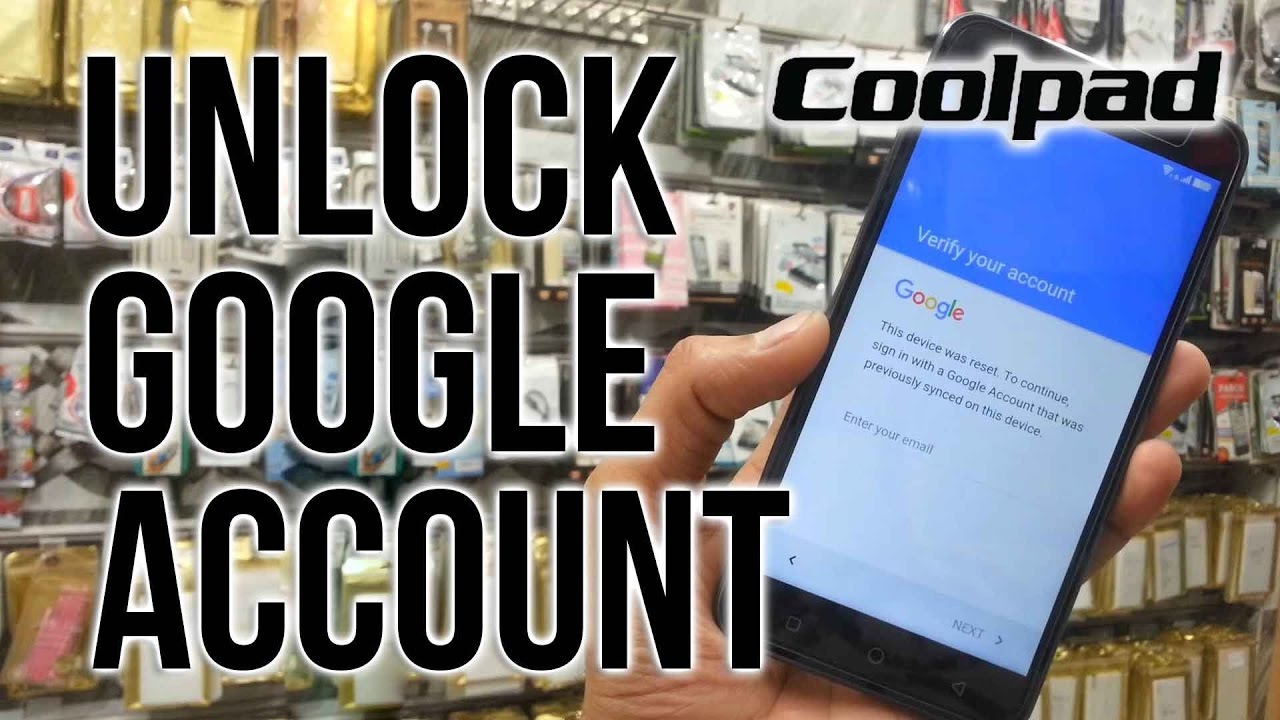 UNLOCK
GOOGLE
ACCOUNT
Coolpad
Verify your account
Google
This device was reset. To continue,
sign in with a Google Account that was
previously synced on this device.
Enter your email
NEXT